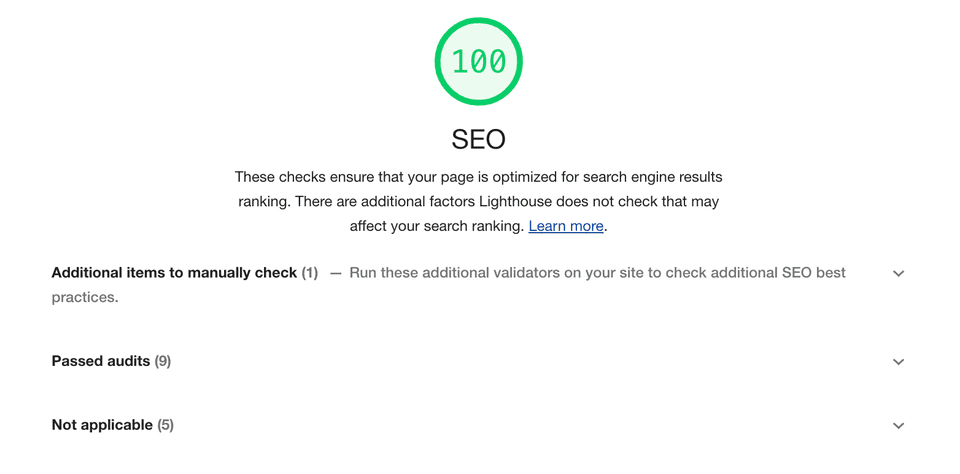 100
SEO
These checks ensure that your page is optimized for search engine results
ranking. There are additional factors Lighthouse does not check that may
affect your search ranking. Learn more.
Additional items to manually check (1) — Run these additional validators on your site to check additional SEO best
practices.
Passed audits (9)
Not applicable (5)